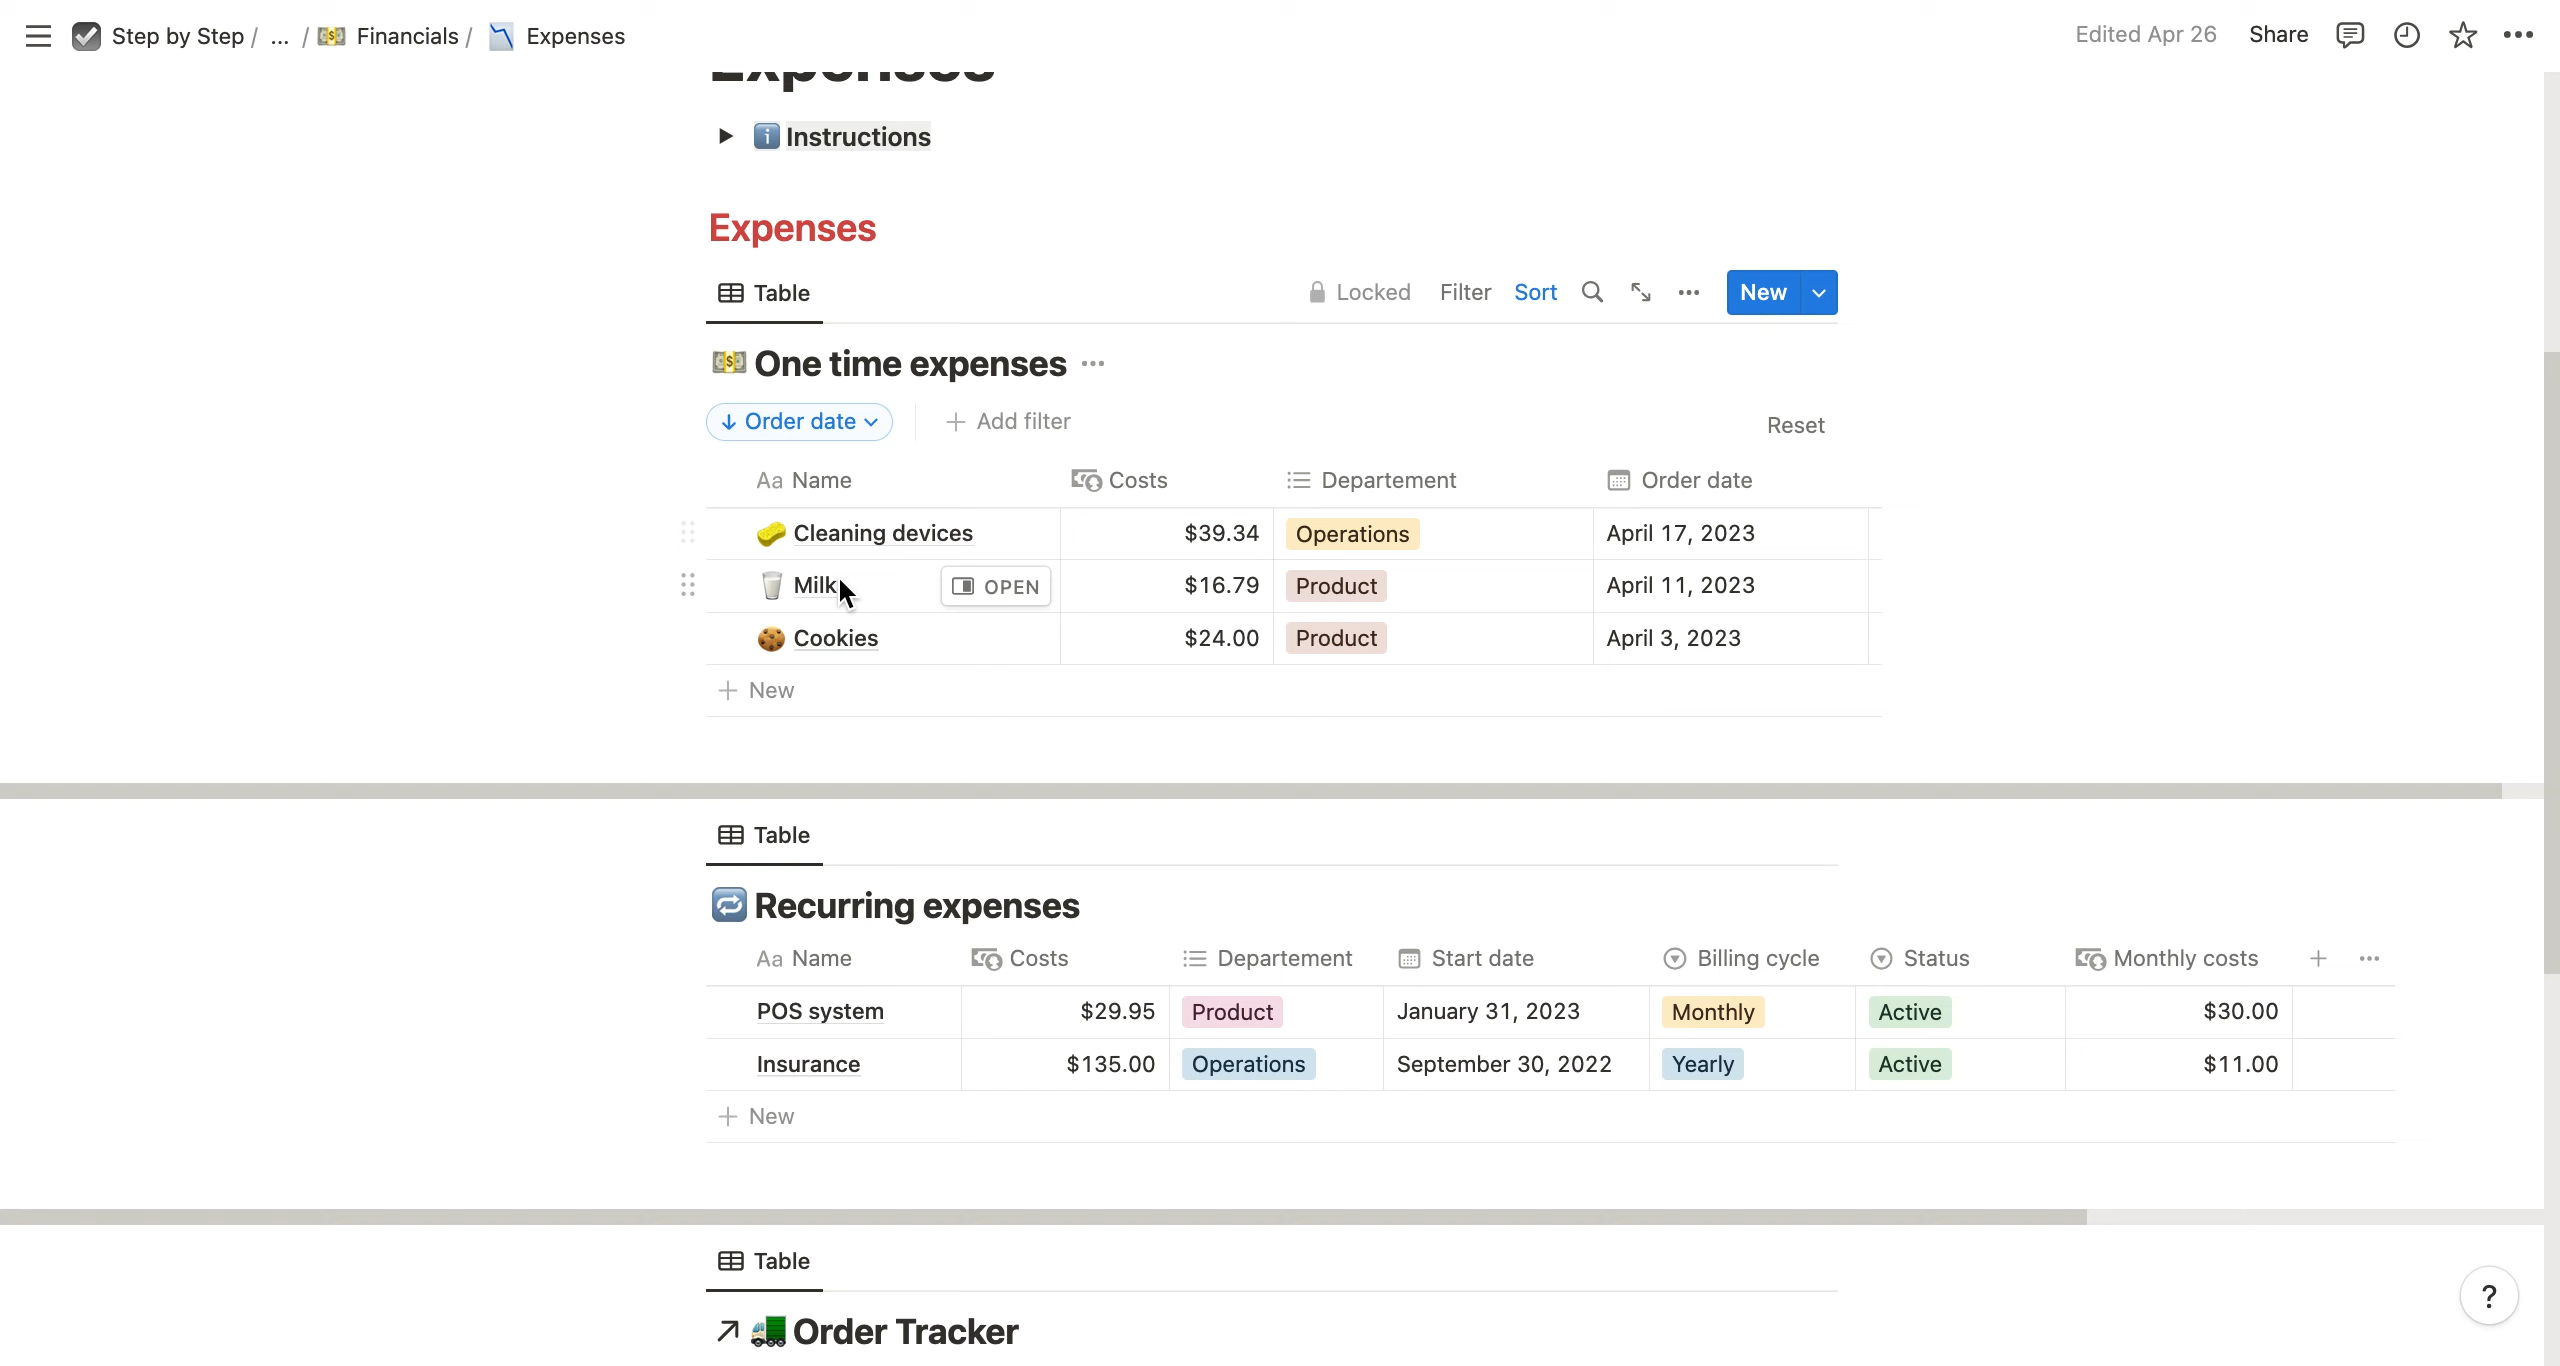 Step by Step / ... / Financials / Expenses
Edited Apr 26 Share
Expenses
Instructions
Expenses
Table
Locked Filter Sort New
One time expenses
Order date Add filter Reset
Aa Name Costs Departement Order date
Cleaning devices $39.34 Operations April 17, 2023
Milk OPEN $16.79 Product April 11, 2023
Cookies $24.00 Product April 3, 2023
+ New
Table
Recurring expenses
Aa Name Costs Departement Start date Billing cycle Status Monthly costs
POS system $29.95 Product January 31, 2023 Monthly Active $30.00
Insurance $135.00 Operations September 30, 2022 Yearly Active $11.00
+ New
Table
Order Tracker
?